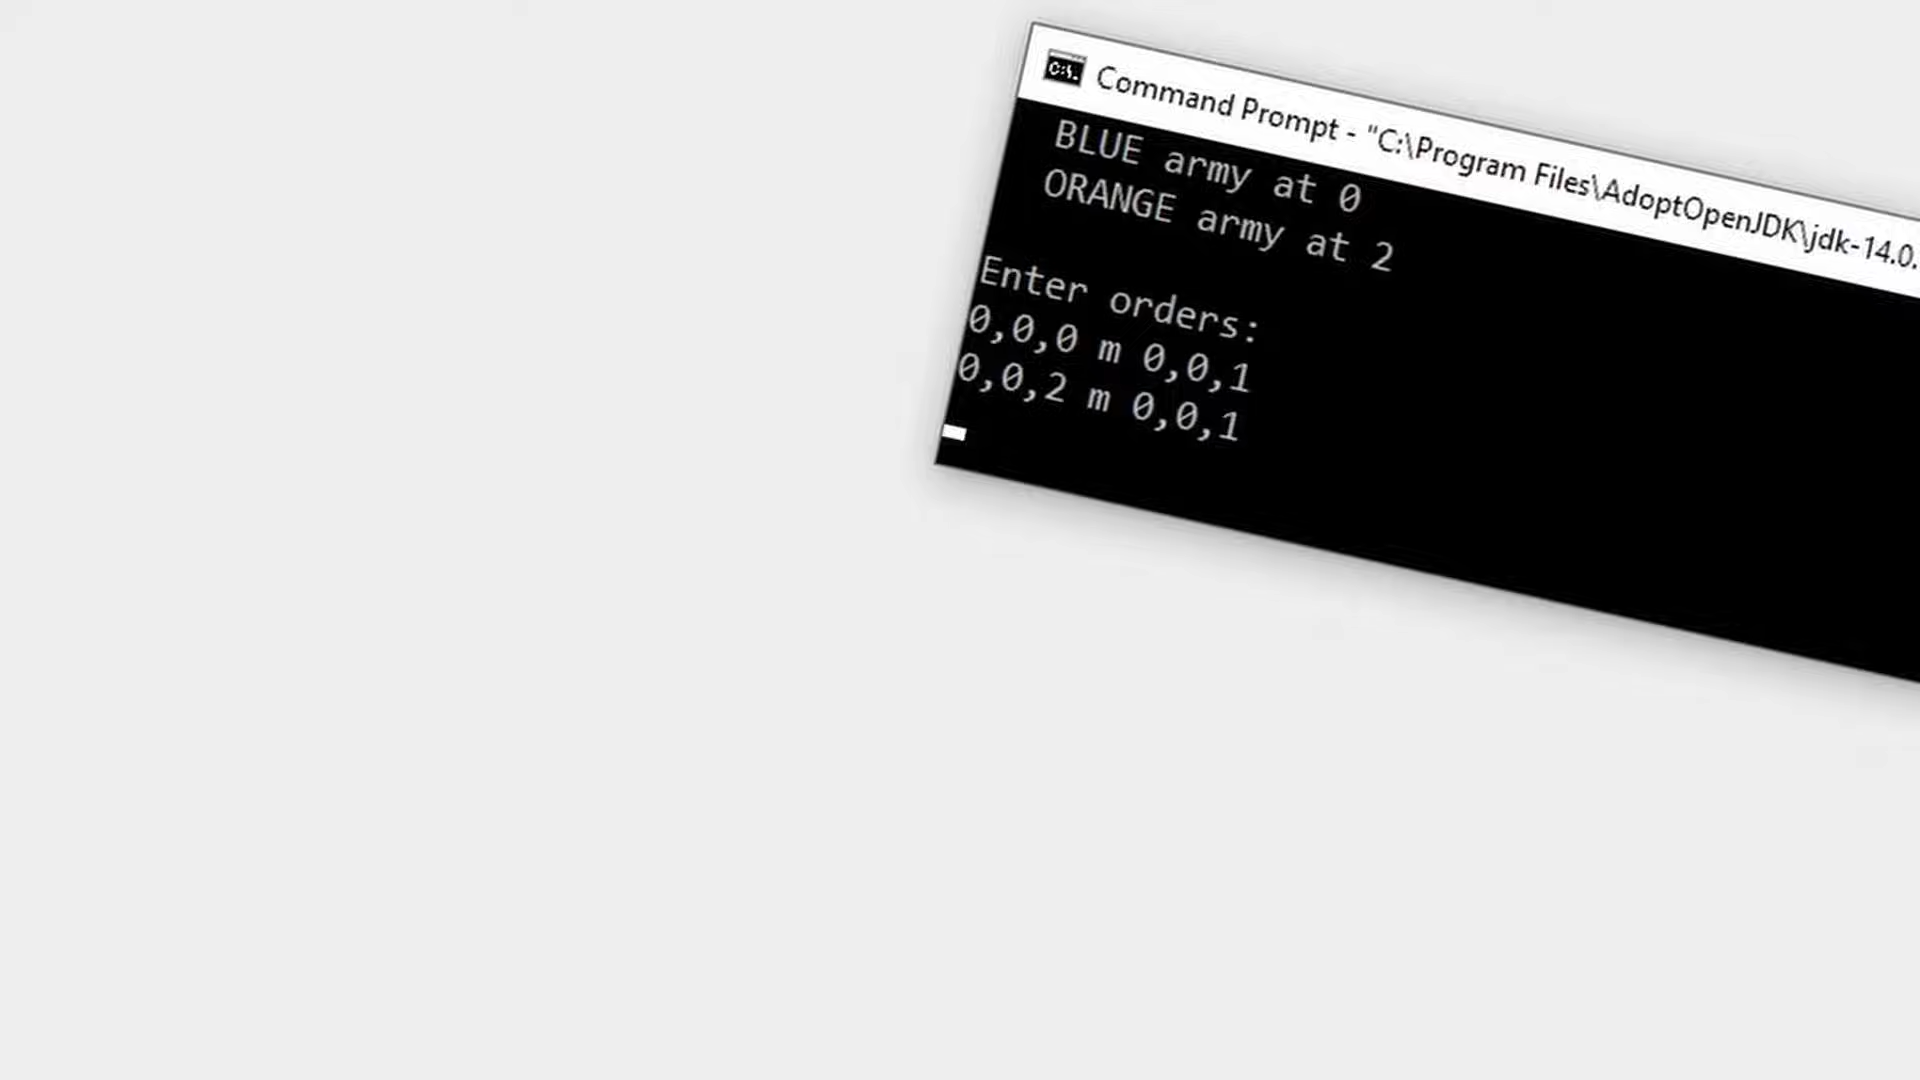 Command Prompt - "C:\Program Files\AdoptOpenJDK\jdk-14.0.
BLUE army at 0
ORANGE army at 2
Enter orders:
0,0,0 m 0,0,1
0,0,2 m 0,0,1